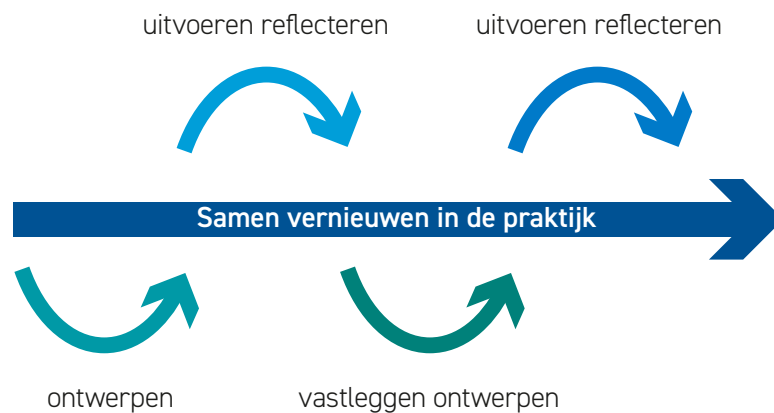 uitvoeren reflecteren
uitvoeren reflecteren
Samen vernieuwen in de praktijk
ontwerpen
vastleggen ontwerpen